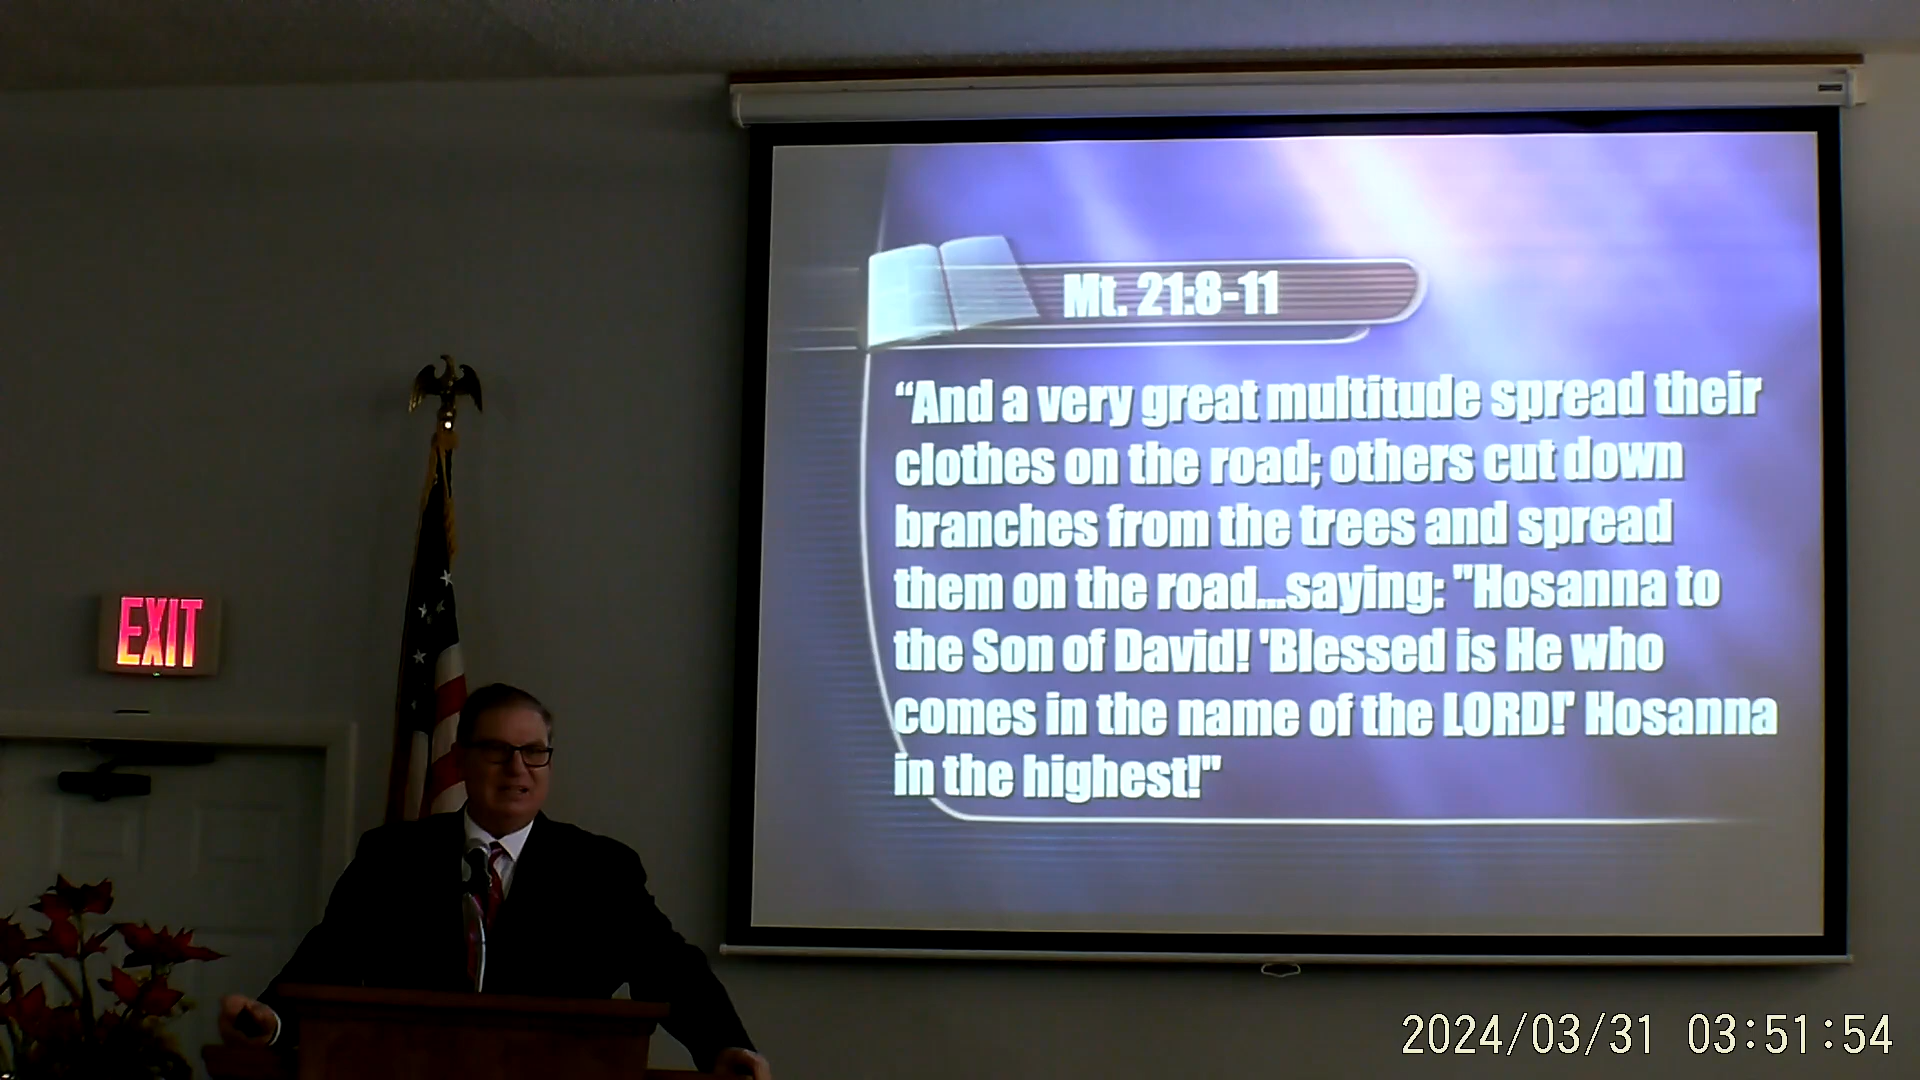 Mt. 21:8-11
“And a very great multitude spread their
clothes on the road; others cut down
branches from the trees and spread
them on the road...saying: "Hosanna to
the Son of David! 'Blessed is He who
comes in the name of the LORD!' Hosanna
in the highest!"
EXIT
2024/03/31 03:51:54